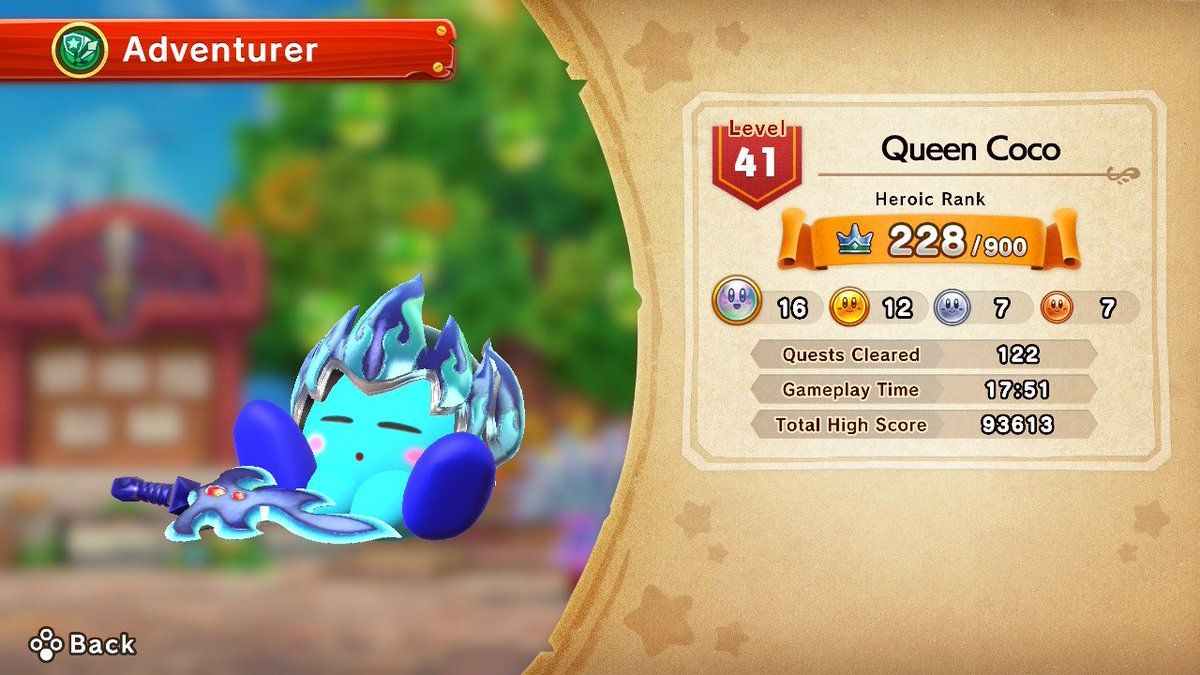 Adventurer
Level
41
Queen Coco
Heroic Rank
228/900
16 12 7 7
Quests Cleared 122
Gameplay Time 17:51
Total High Score 93613
Back